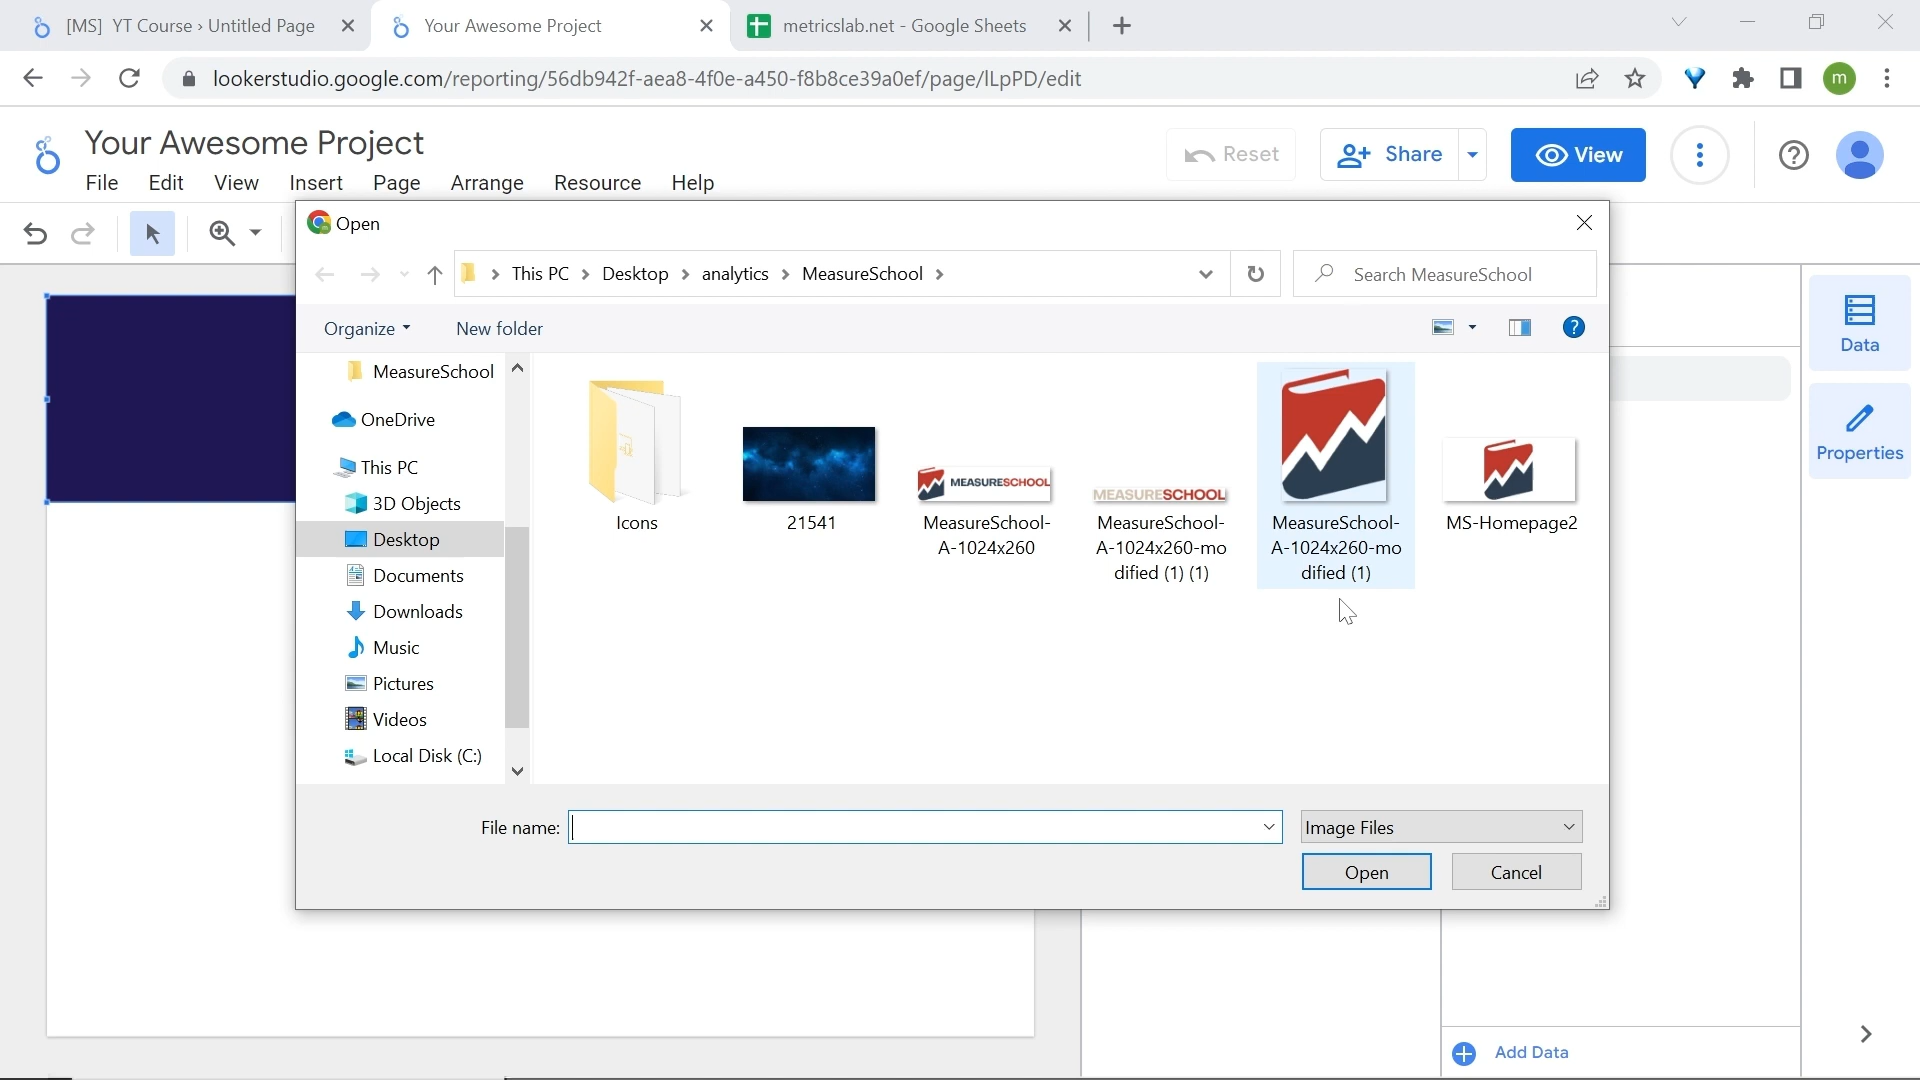 [MS] YT Course › Untitled Page
Your Awesome Project
metricslab.net - Google Sheets
lookerstudio.google.com/reporting/56db942f-aea8-4f0e-a450-f8b8ce39a0ef/page/lLpPD/edit
m
Your Awesome Project
File Edit View Insert Page Arrange Resource Help
Reset
Share
View
Open
This PC > Desktop > analytics > MeasureSchool >
Search MeasureSchool
Organize
New folder
MeasureSchool
OneDrive
This PC
3D Objects
Desktop
Documents
Downloads
Music
Pictures
Videos
Local Disk (C:)
Icons
21541
MEASURESCHOOL
MeasureSchool-
A-1024x260
MEASURESCHOOL
MeasureSchool-
A-1024x260-mo
dified (1) (1)
MeasureSchool-
A-1024x260-mo
dified (1)
MS-Homepage2
File name:
Image Files
Open
Cancel
Data
Properties
Add Data